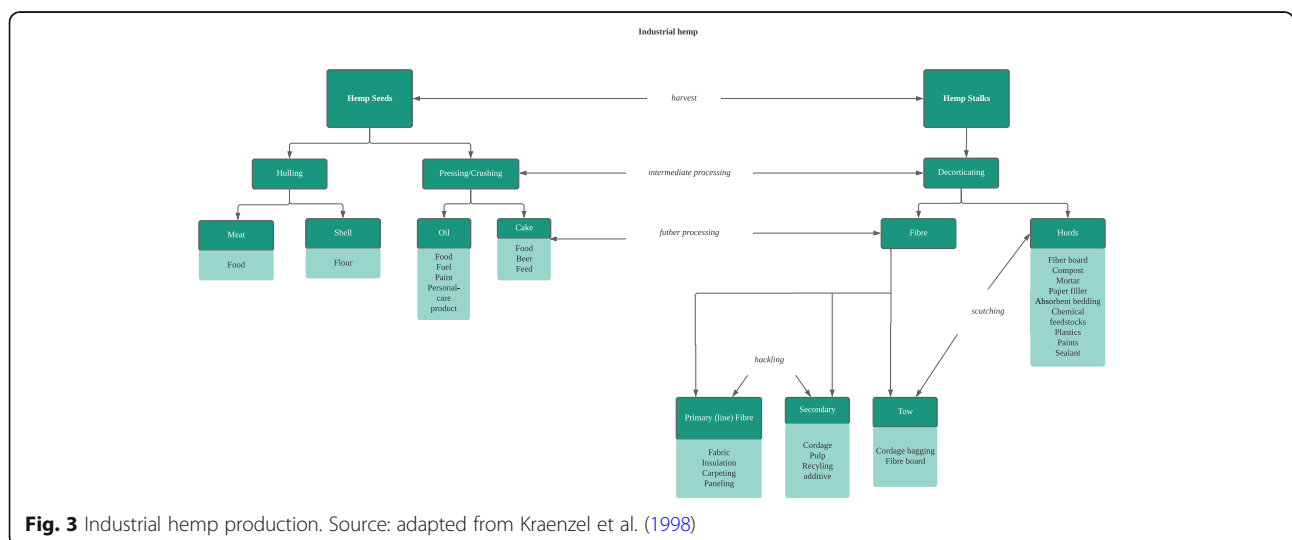 Industrial hemp
Hemp Seeds
harvest
Hemp Stalks
Hulling
Pressing/Crushing
intermediate processing
Decorticating
Meat
Food
Shell
Flour
Oil
Food
Fuel
Paint
Personal-
care
product
Cake
Food
Beer
Feed
futher processing
Fibre
Hurds
Fiber board
Compost
Mortar
Paper filler
Absorbent bedding
Chemical
feedstocks
Plastics
Paints
Sealant
scutching
hackling
Primary (line) Fibre
Fabric
Insulation
Carpeting
Paneling
Secondary
Cordage
Pulp
Recyling
additive
Tow
Cordage bagging
Fibre board
Fig. 3 Industrial hemp production. Source: adapted from Kraenzel et al. (1998)